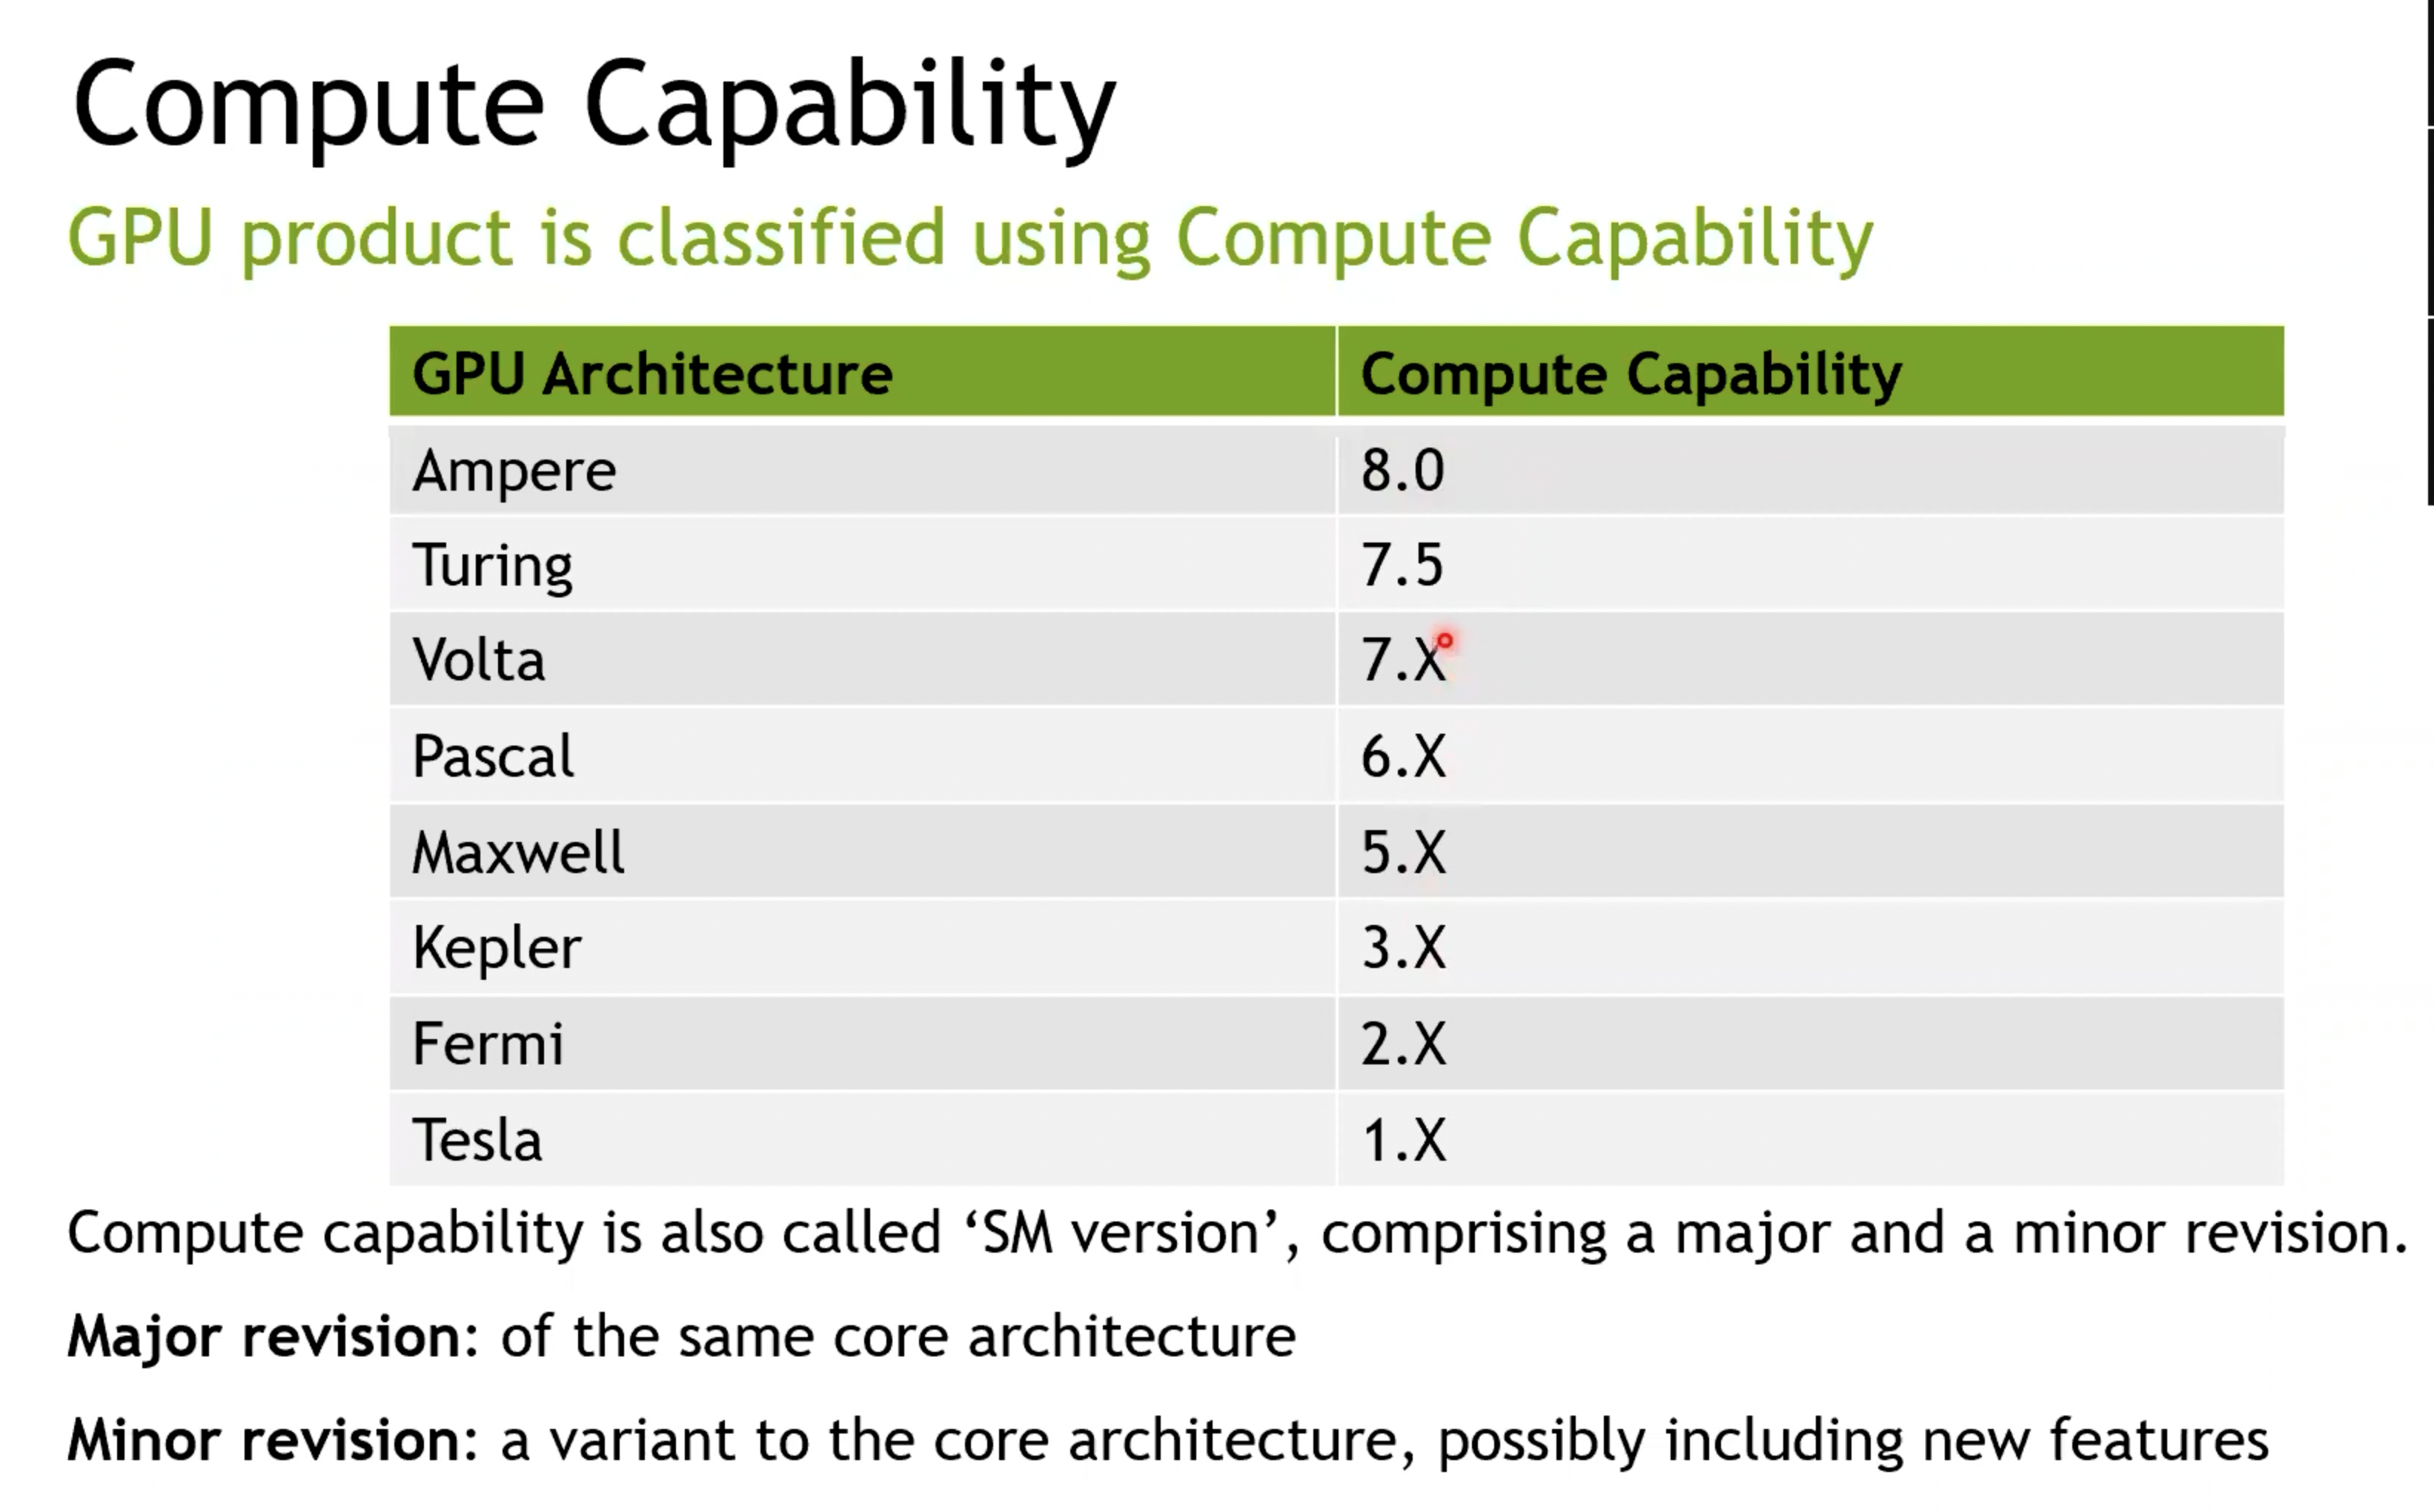 Compute Capability
GPU product is classified using Compute Capability
GPU Architecture Compute Capability
Ampere 8.0
Turing 7.5
Volta 7.X
Pascal 6.X
Maxwell 5.X
Kepler 3.X
Fermi 2.X
Tesla 1.X
Compute capability is also called ‘SM version’, comprising a major and a minor revision.
Major revision: of the same core architecture
Minor revision: a variant to the core architecture, possibly including new features